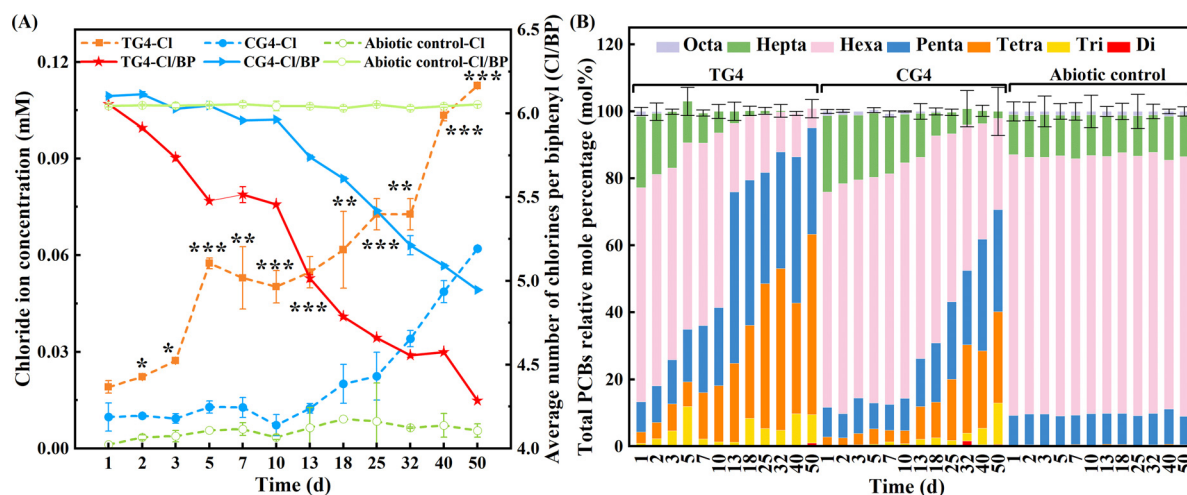 (A)
TG4-Cl CG4-Cl Abiotic control-Cl
TG4-Cl/BP CG4-Cl/BP Abiotic control-Cl/BP
Chloride ion concentration (mM)
0.12
0.09
0.06
0.03
0.00
* * *** ** *** *** ** *** ** *** ***
6.5
6.0
5.5
5.0
4.5
4.0
Average number of chlorines per biphenyl (Cl/BP)
1 2 3 5 7 10 13 18 25 32 40 50
Time (d)
(B)
Octa Hepta Hexa Penta Tetra Tri Di
TG4 CG4 Abiotic control
Total PCBs relative mole percentage (mol%)
120
100
80
60
40
20
0
1 2 3 5 7 10 13 18 25 32 40 50 1 2 3 5 7 10 13 18 25 32 40 50 1 2 3 5 7 10 13 18 25 32 40 50
Time (d)